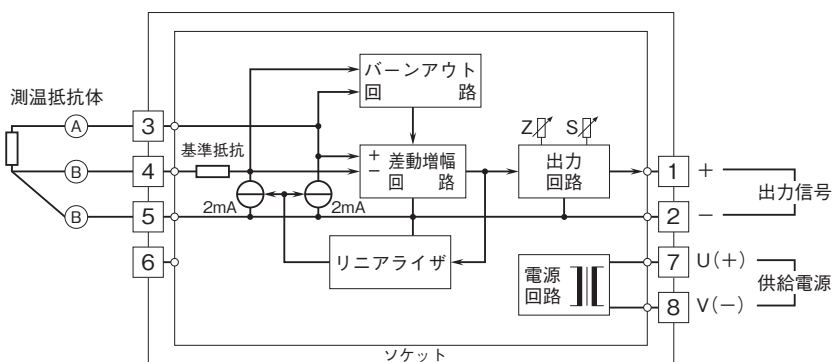 測温抵抗体
A
B
B
3
4
5
6
基準抵抗
2mA
2mA
バーンアウト
回路
+
−
差動増幅
回路
リニアライザ
Z
S
出力
回路
電源
回路
1
2
7
8
+
−
U(+)
V(−)
出力信号
供給電源
ソケット